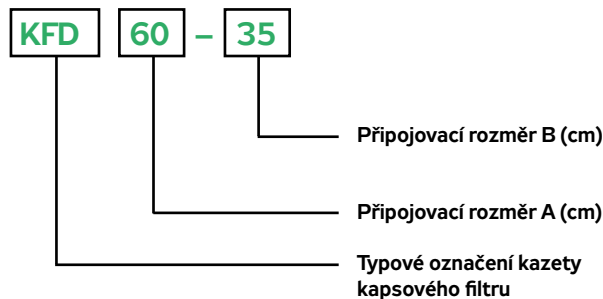 KFD 60 – 35
Připojovací rozměr B (cm)
Připojovací rozměr A (cm)
Typové označení kazety
kapsového filtru